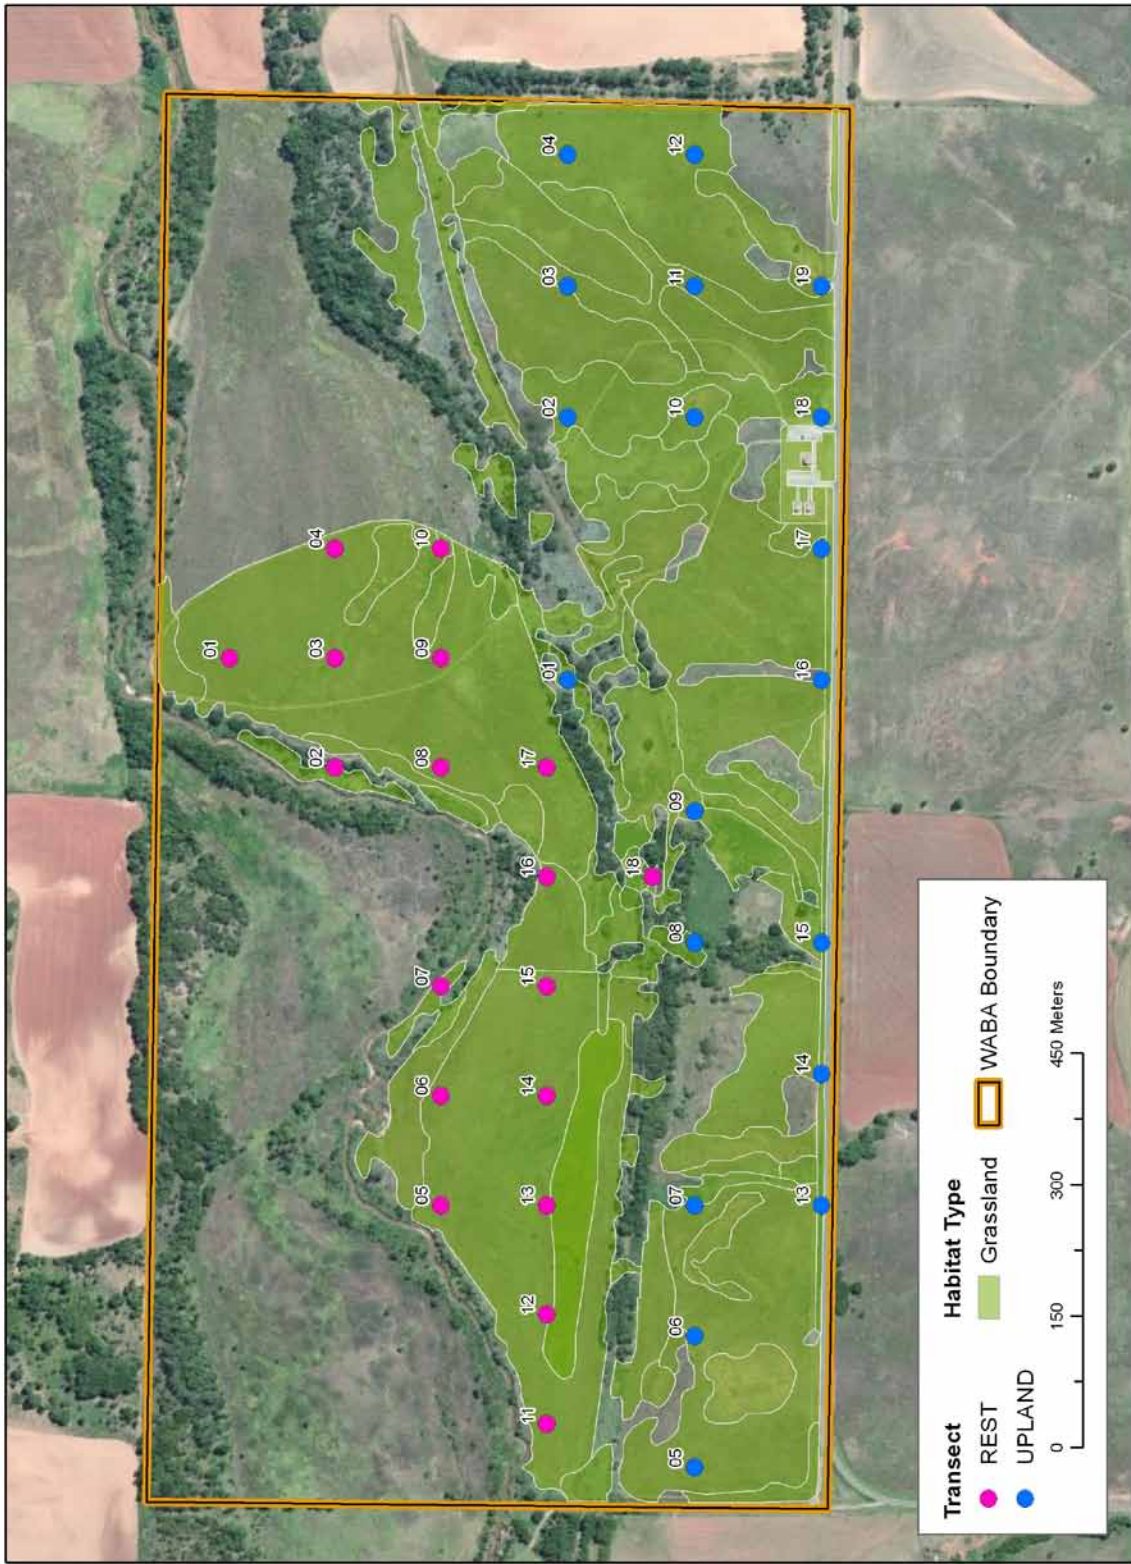 01
02 03 04
05 06 07 08 09 10
11 12 13 14 15 16 17
01 02 03 04
18
05 06 07 08 09 10 11 12
13 14 15 16 17 18 19
Transect Habitat Type
REST Grassland WABA Boundary
UPLAND
0 150 300 450 Meters